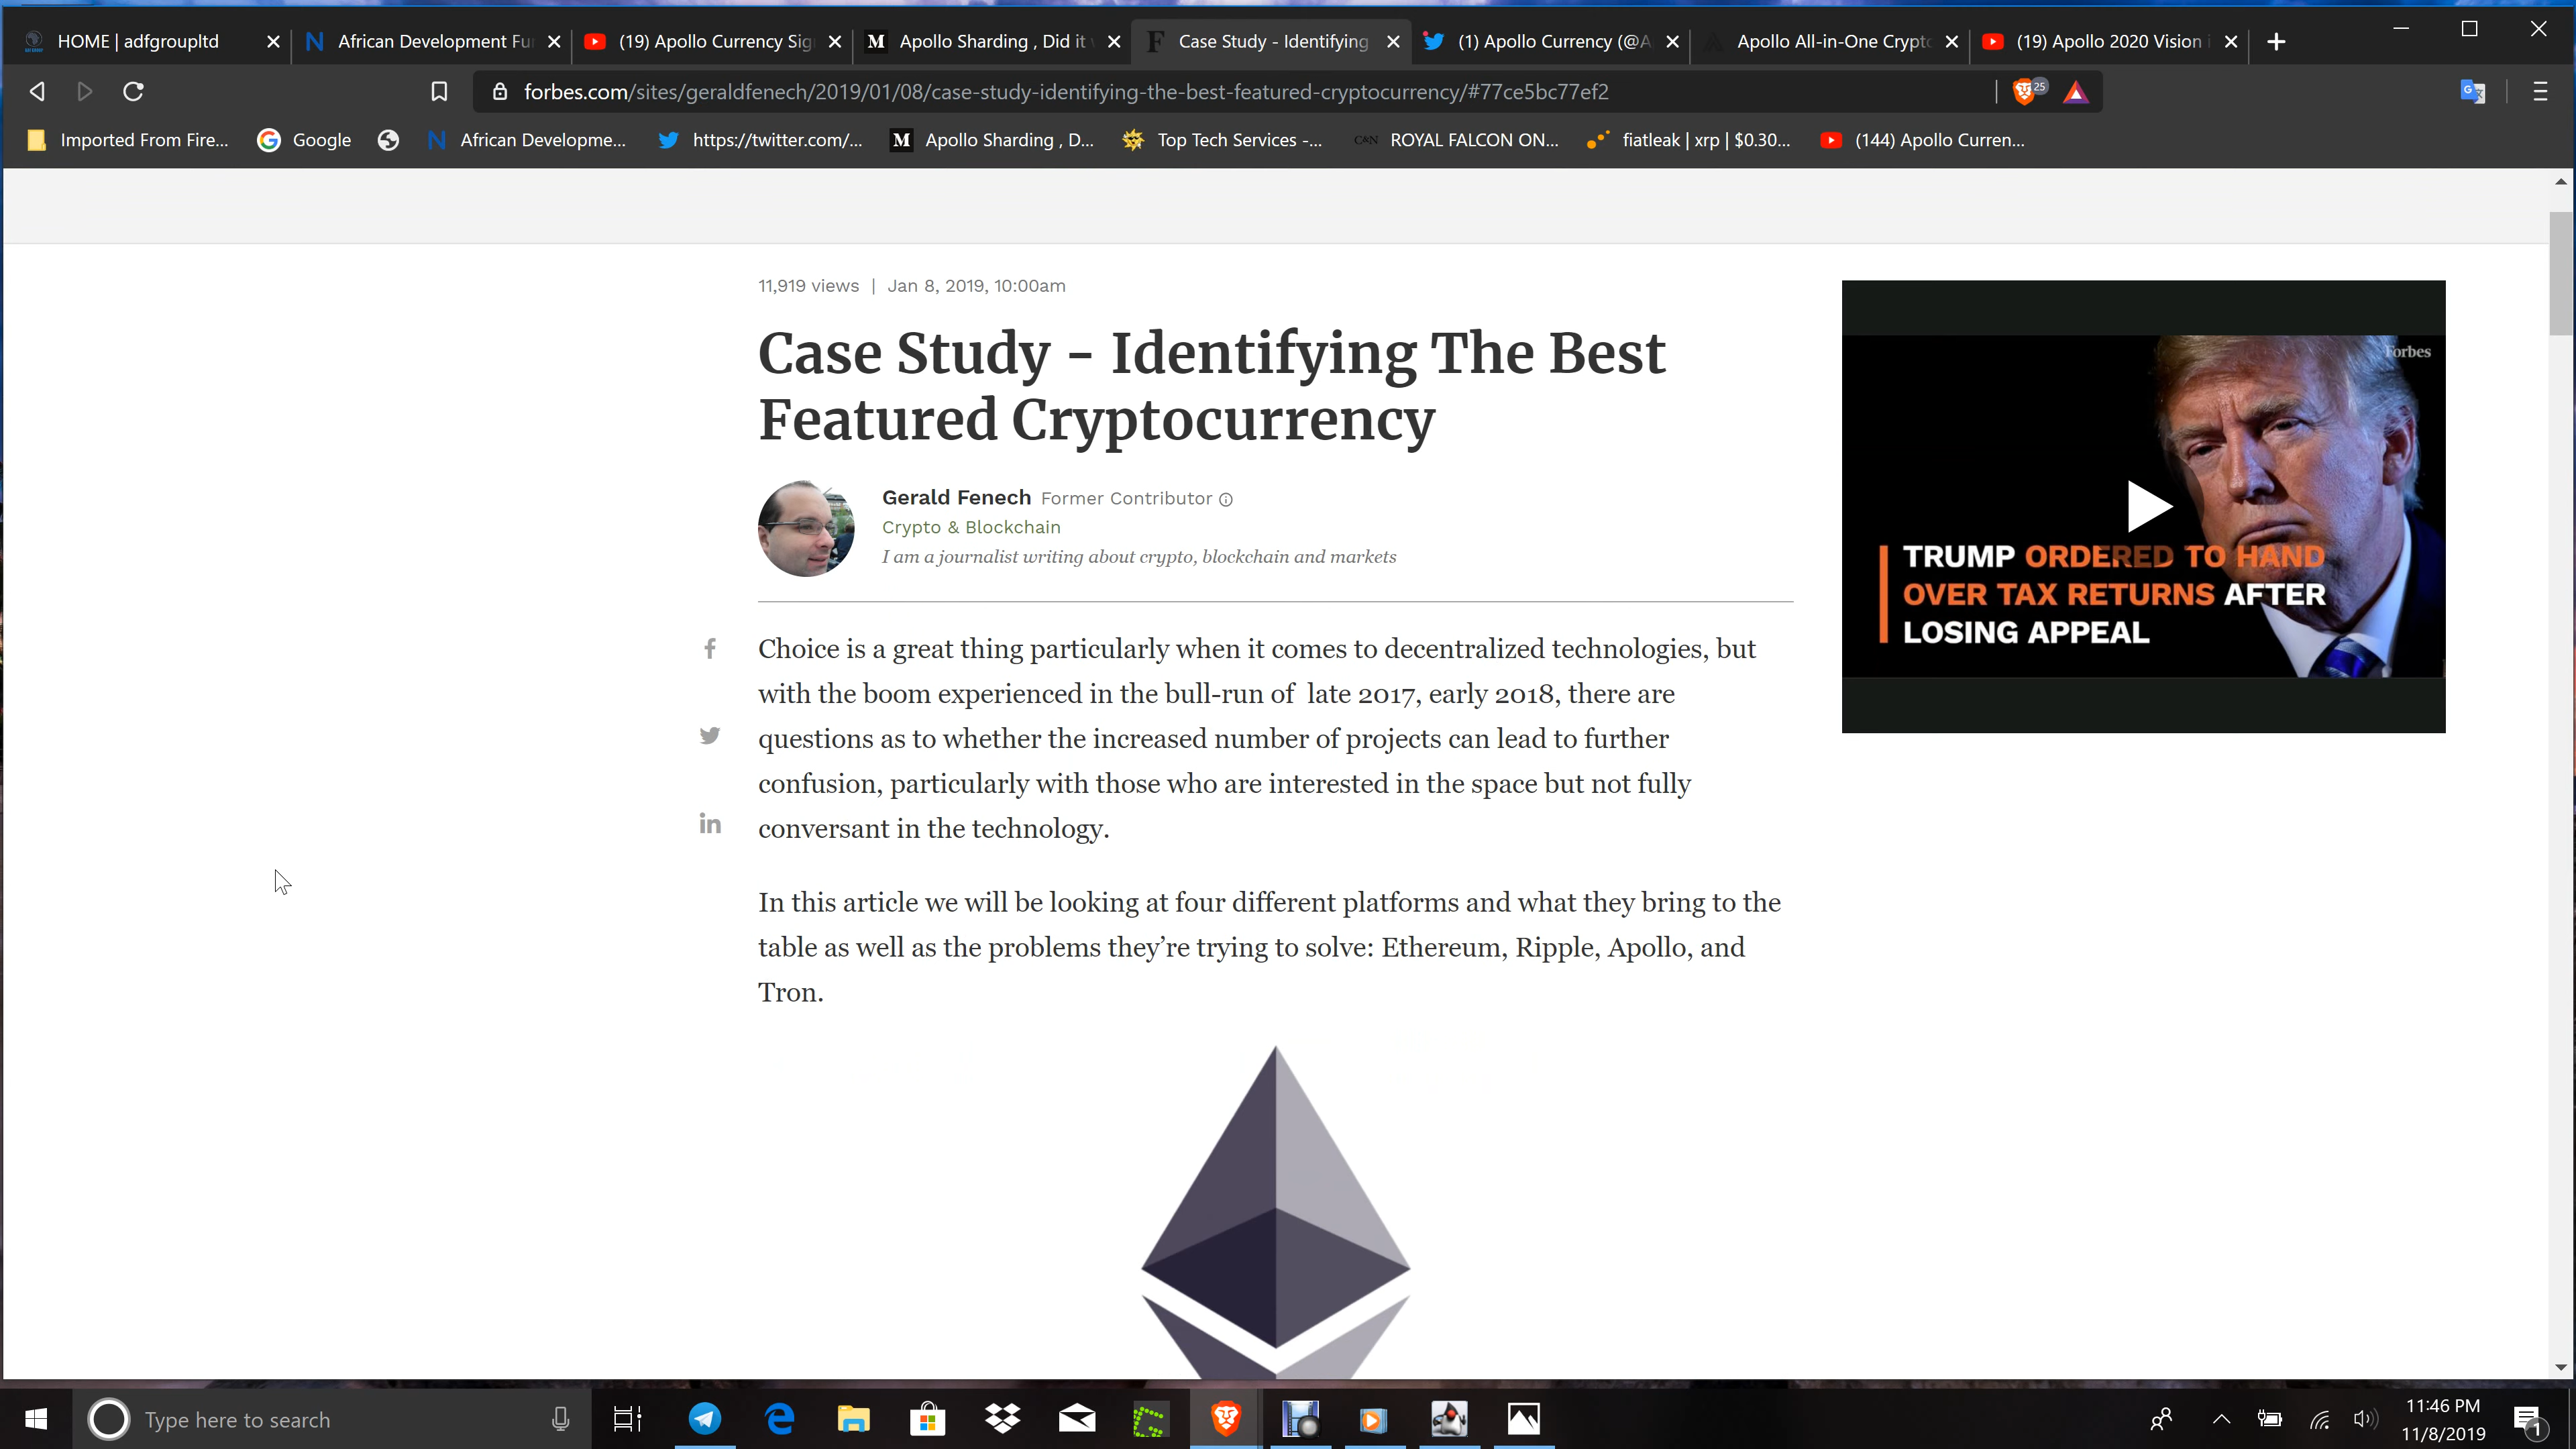 HOME | adfgroupltd
African Development Fu
(19) Apollo Currency Sig
Apollo Sharding , Did it
Case Study - Identifying
(1) Apollo Currency (@A
Apollo All-in-One Crypto
(19) Apollo 2020 Vision
forbes.com/sites/geraldfenech/2019/01/08/case-study-identifying-the-best-featured-cryptocurrency/#77ce5bc77ef2
25
Imported From Fire...
Google
African Developme...
https://twitter.com/...
Apollo Sharding , D...
Top Tech Services -...
ROYAL FALCON ON...
fiatleak | xrp | $0.30...
(144) Apollo Curren...
11,919 views | Jan 8, 2019, 10:00am
Case Study - Identifying The Best
Featured Cryptocurrency
Gerald Fenech Former Contributor
Crypto & Blockchain
I am a journalist writing about crypto, blockchain and markets
Choice is a great thing particularly when it comes to decentralized technologies, but
with the boom experienced in the bull-run of late 2017, early 2018, there are
questions as to whether the increased number of projects can lead to further
confusion, particularly with those who are interested in the space but not fully
conversant in the technology.
In this article we will be looking at four different platforms and what they bring to the
table as well as the problems they’re trying to solve: Ethereum, Ripple, Apollo, and
Tron.
Forbes
TRUMP ORDERED TO HAND
OVER TAX RETURNS AFTER
LOSING APPEAL
Type here to search
11:46 PM
11/8/2019
1